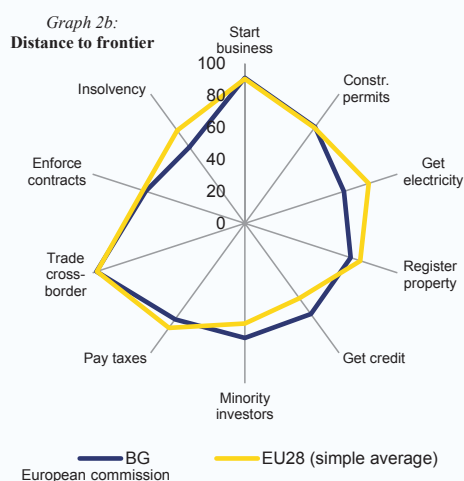 Graph 2b:
Distance to frontier
Start
business
100
80
60
40
20
0
Constr.
permits
Get
electricity
Register
property
Get credit
Minority
investors
Pay taxes
Trade
cross-
border
Enforce
contracts
Insolvency
BG
EU28 (simple average)
European commission